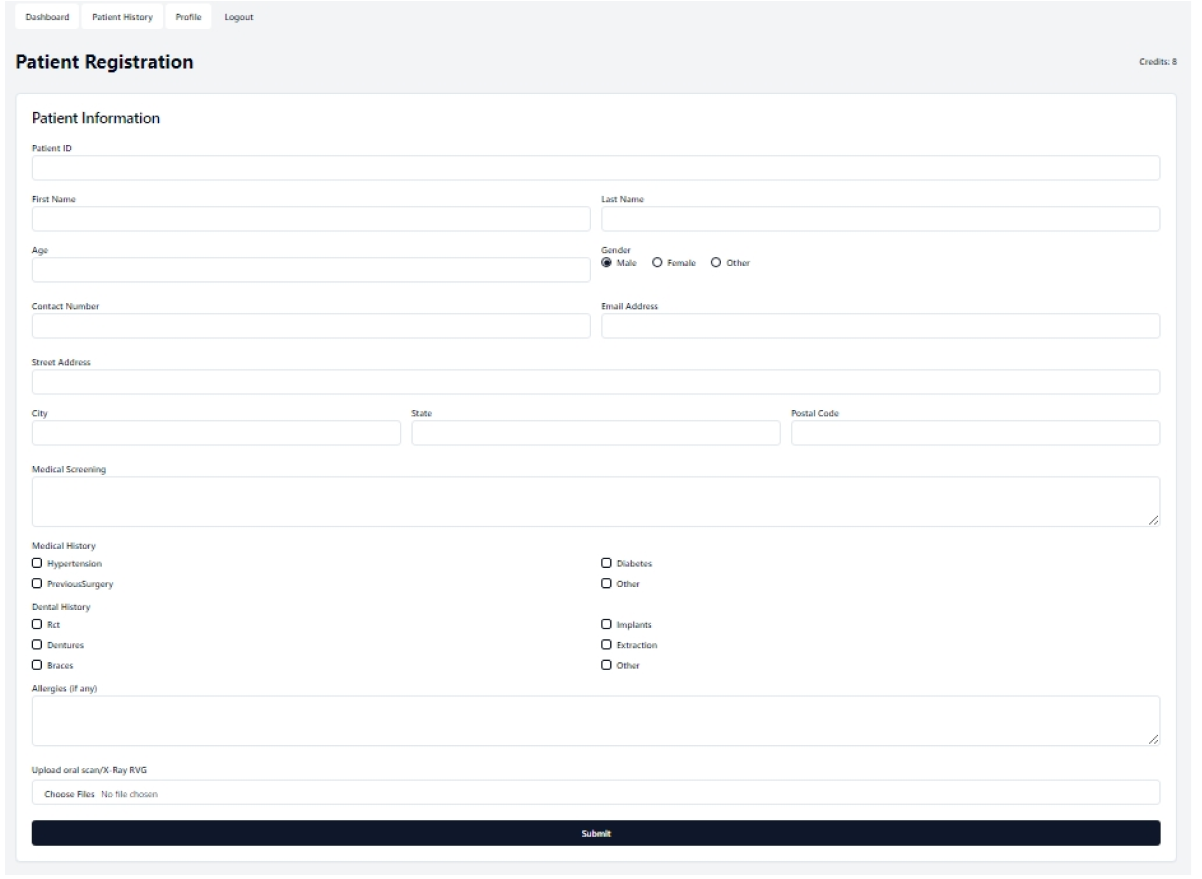 Dashboard Patient History Profile Logout
Patient Registration Credits: 8
Patient Information
Patient ID
First Name Last Name
Age Gender
Male Female Other
Contact Number Email Address
Street Address
City State Postal Code
Medical Screening
Medical History
Hypertension Diabetes
PreviousSurgery Other
Dental History
Rct Implants
Dentures Extraction
Braces Other
Allergies (if any)
Upload oral scan/X-Ray RVG
Choose Files No file chosen
Submit